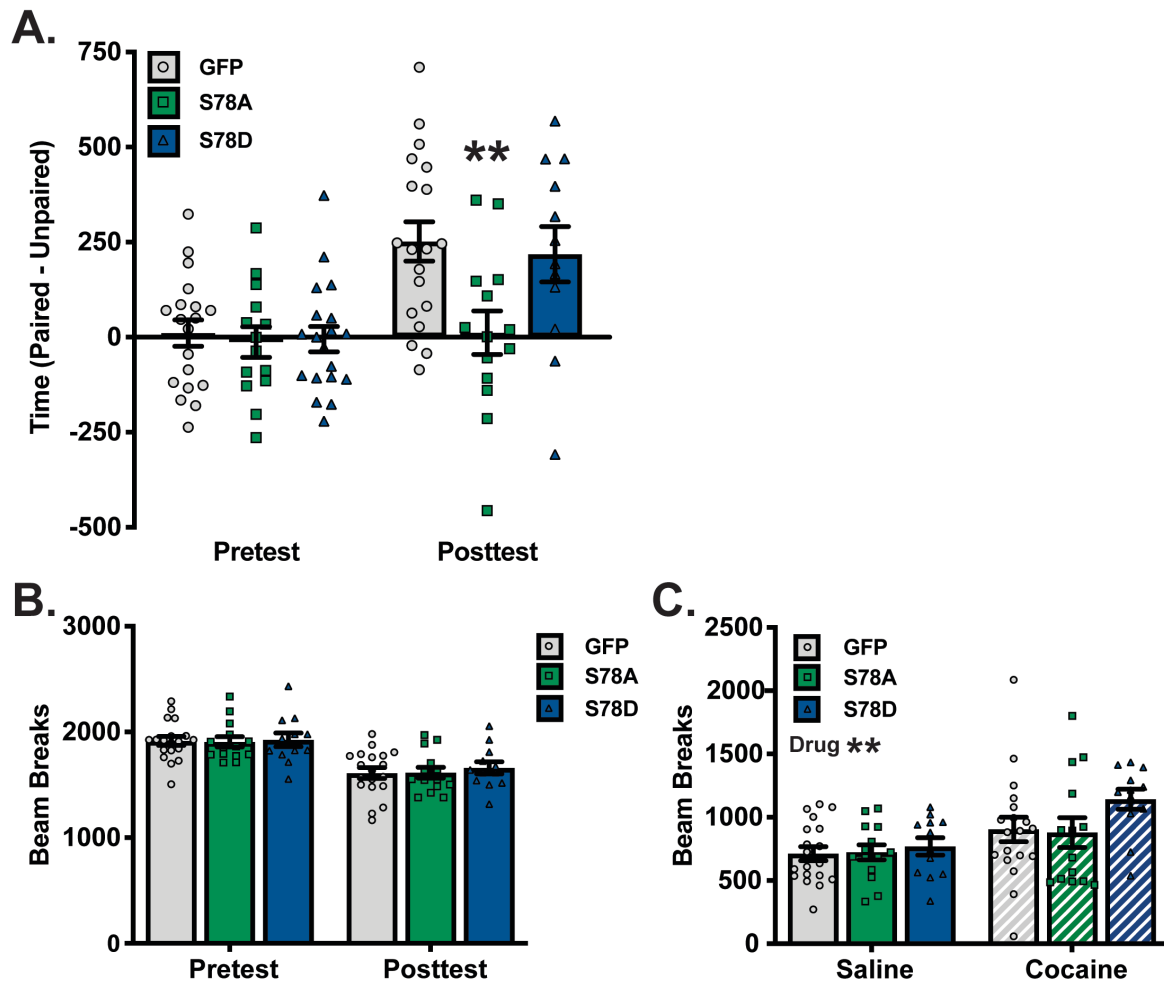 A.
Time (Paired - Unpaired)
750
500
250
0
-250
-500
GFP
S78A
S78D
**
Pretest
Posttest
B.
Beam Breaks
3000
2000
1000
0
GFP
S78A
S78D
Pretest
Posttest
C.
Beam Breaks
2500
2000
1500
1000
500
0
GFP
S78A
S78D
Drug **
Saline
Cocaine